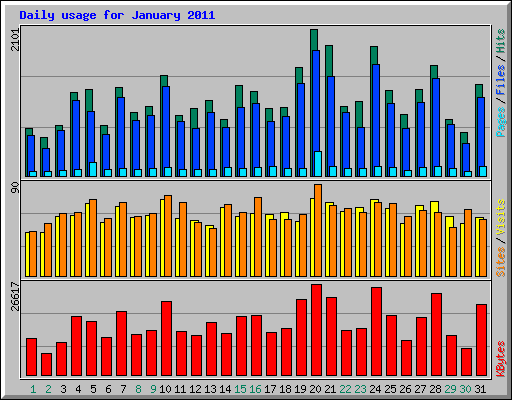 Daily usage for January 2011
2101
Pages / Files / Hits
90
Sites / Visits
26617
KBytes
1 2 3 4 5 6 7 8 9 10 11 12 13 14 15 16 17 18 19 20 21 22 23 24 25 26 27 28 29 30 31